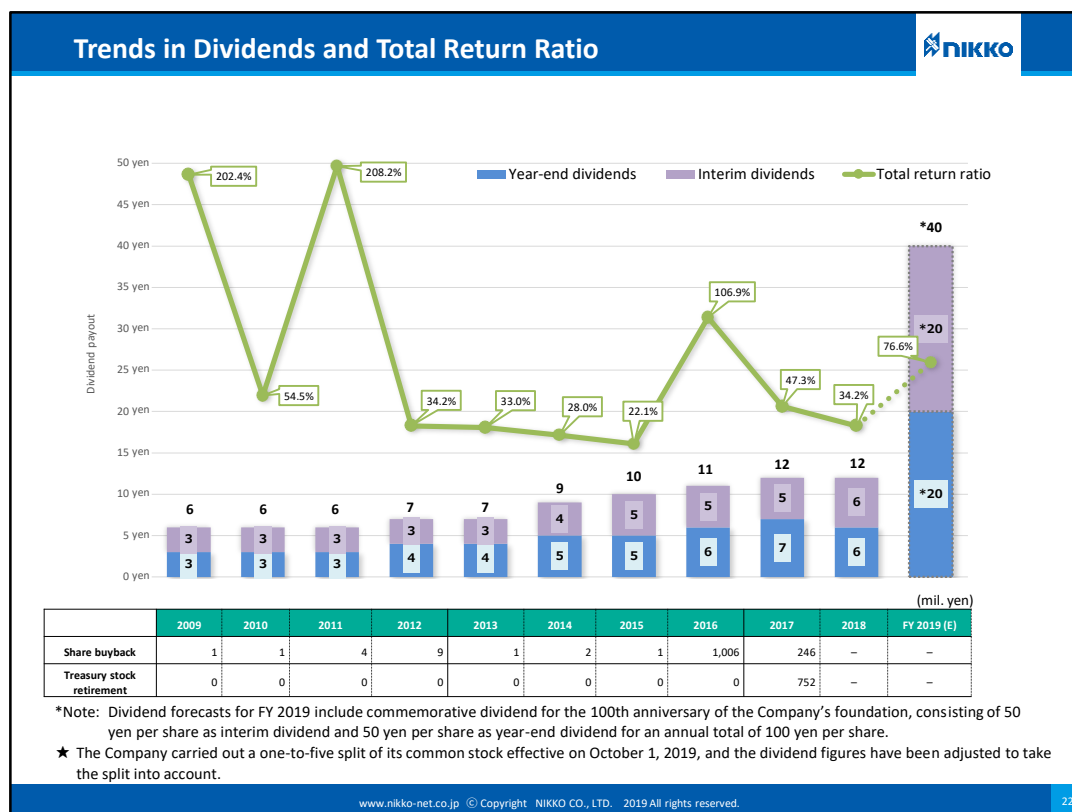 Trends in Dividends and Total Return Ratio
NIKKO
50 yen
45 yen
40 yen
35 yen
30 yen
25 yen
20 yen
15 yen
10 yen
5 yen
0 yen
Dividend payout
Year-end dividends
Interim dividends
Total return ratio
202.4%
54.5%
208.2%
34.2%
33.0%
28.0%
22.1%
106.9%
47.3%
34.2%
76.6%
6 6 6 7 7 9 10 11 12 12 *40
3 3 3 3 3 4 5 5 5 6 *20
3 3 3 4 4 5 5 6 7 6 *20
(mil. yen)
2009 2010 2011 2012 2013 2014 2015 2016 2017 2018 FY 2019 (E)
Share buyback 1 1 4 9 1 2 1 1,006 246 – –
Treasury stock
retirement 0 0 0 0 0 0 0 0 752 – –
*Note: Dividend forecasts for FY 2019 include commemorative dividend for the 100th anniversary of the Company's foundation, consisting of 50
yen per share as interim dividend and 50 yen per share as year-end dividend for an annual total of 100 yen per share.
★ The Company carried out a one-to-five split of its common stock effective on October 1, 2019, and the dividend figures have been adjusted to take
the split into account.
www.nikko-net.co.jp Ⓒ Copyright NIKKO CO., LTD. 2019 All rights reserved.
22